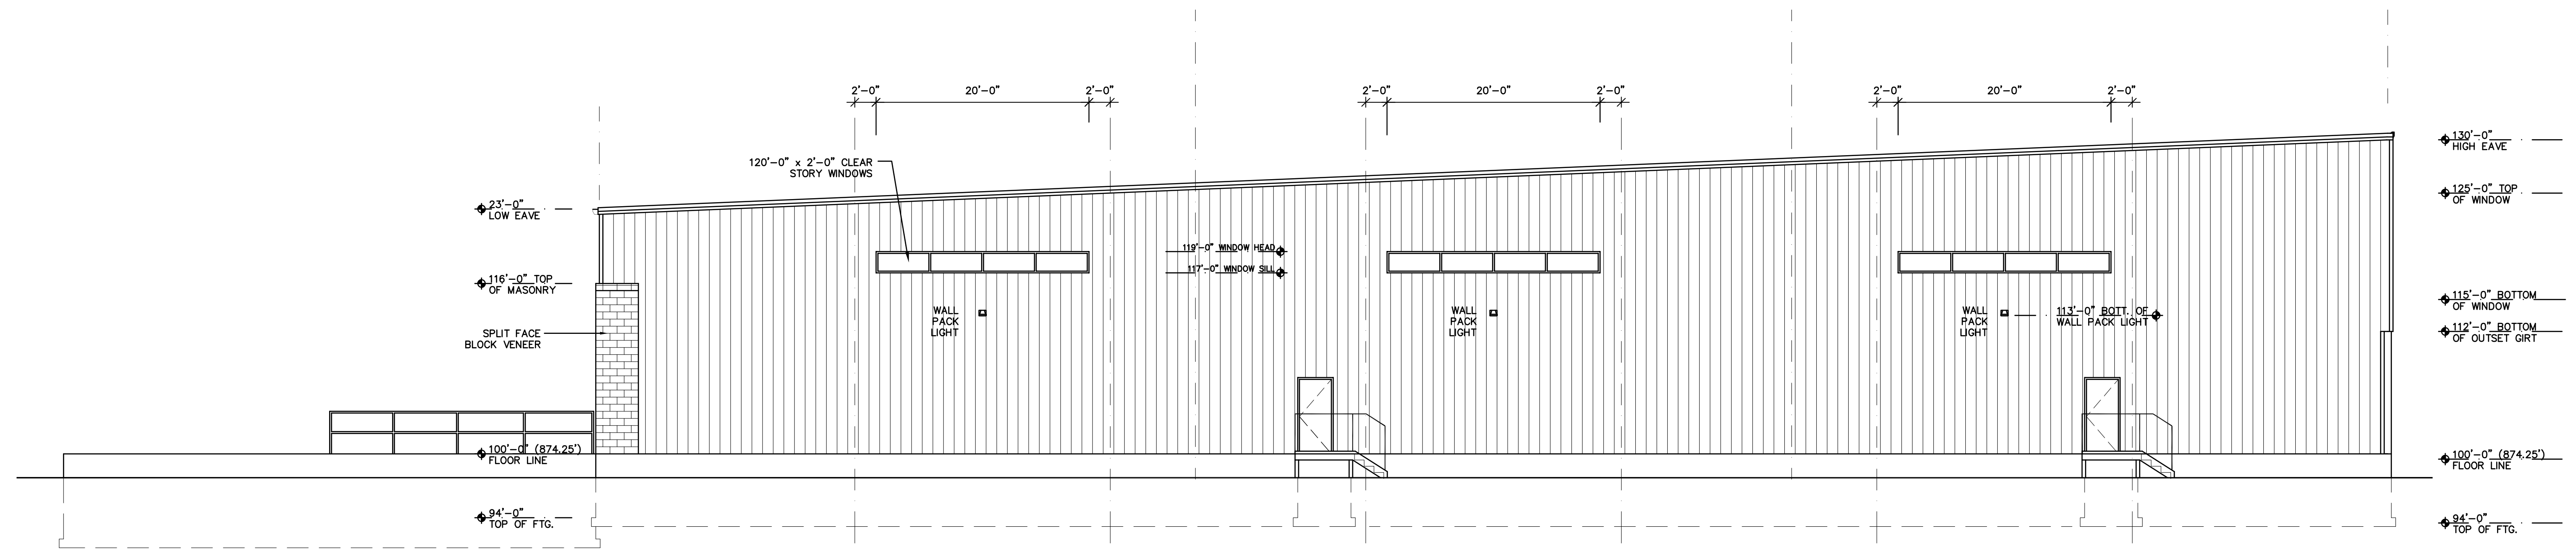 2'-0" 20'-0" 2'-0"
2'-0" 20'-0" 2'-0"
2'-0" 20'-0" 2'-0"
120'-0" x 2'-0" CLEAR
STORY WINDOWS
130'-0"
HIGH EAVE
125'-0" TOP
OF WINDOW
23'-0"
LOW EAVE
119'-0" WINDOW HEAD
117'-0" WINDOW SILL
116'-0" TOP
OF MASONRY
115'-0" BOTTOM
OF WINDOW
WALL
PACK
LIGHT
WALL
PACK
LIGHT
WALL
PACK
LIGHT
113'-0" BOTT. OF
WALL PACK LIGHT
112'-0" BOTTOM
OF OUTSET GIRT
SPLIT FACE
BLOCK VENEER
100'-0" (874.25')
FLOOR LINE
100'-0" (874.25')
FLOOR LINE
94'-0"
TOP OF FTG.
94'-0"
TOP OF FTG.